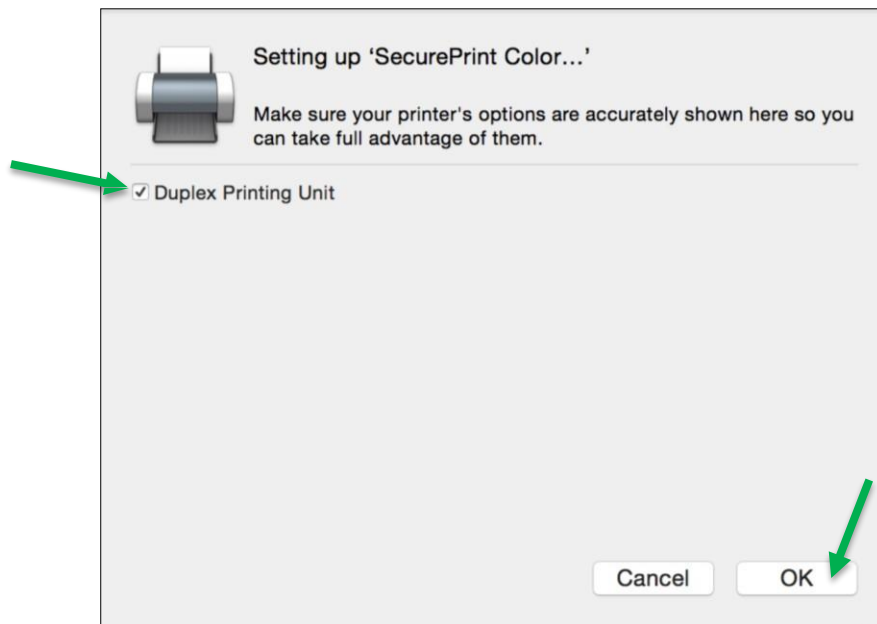 Setting up ‘SecurePrint Color...’
Make sure your printer's options are accurately shown here so you
can take full advantage of them.
Duplex Printing Unit
Cancel
OK